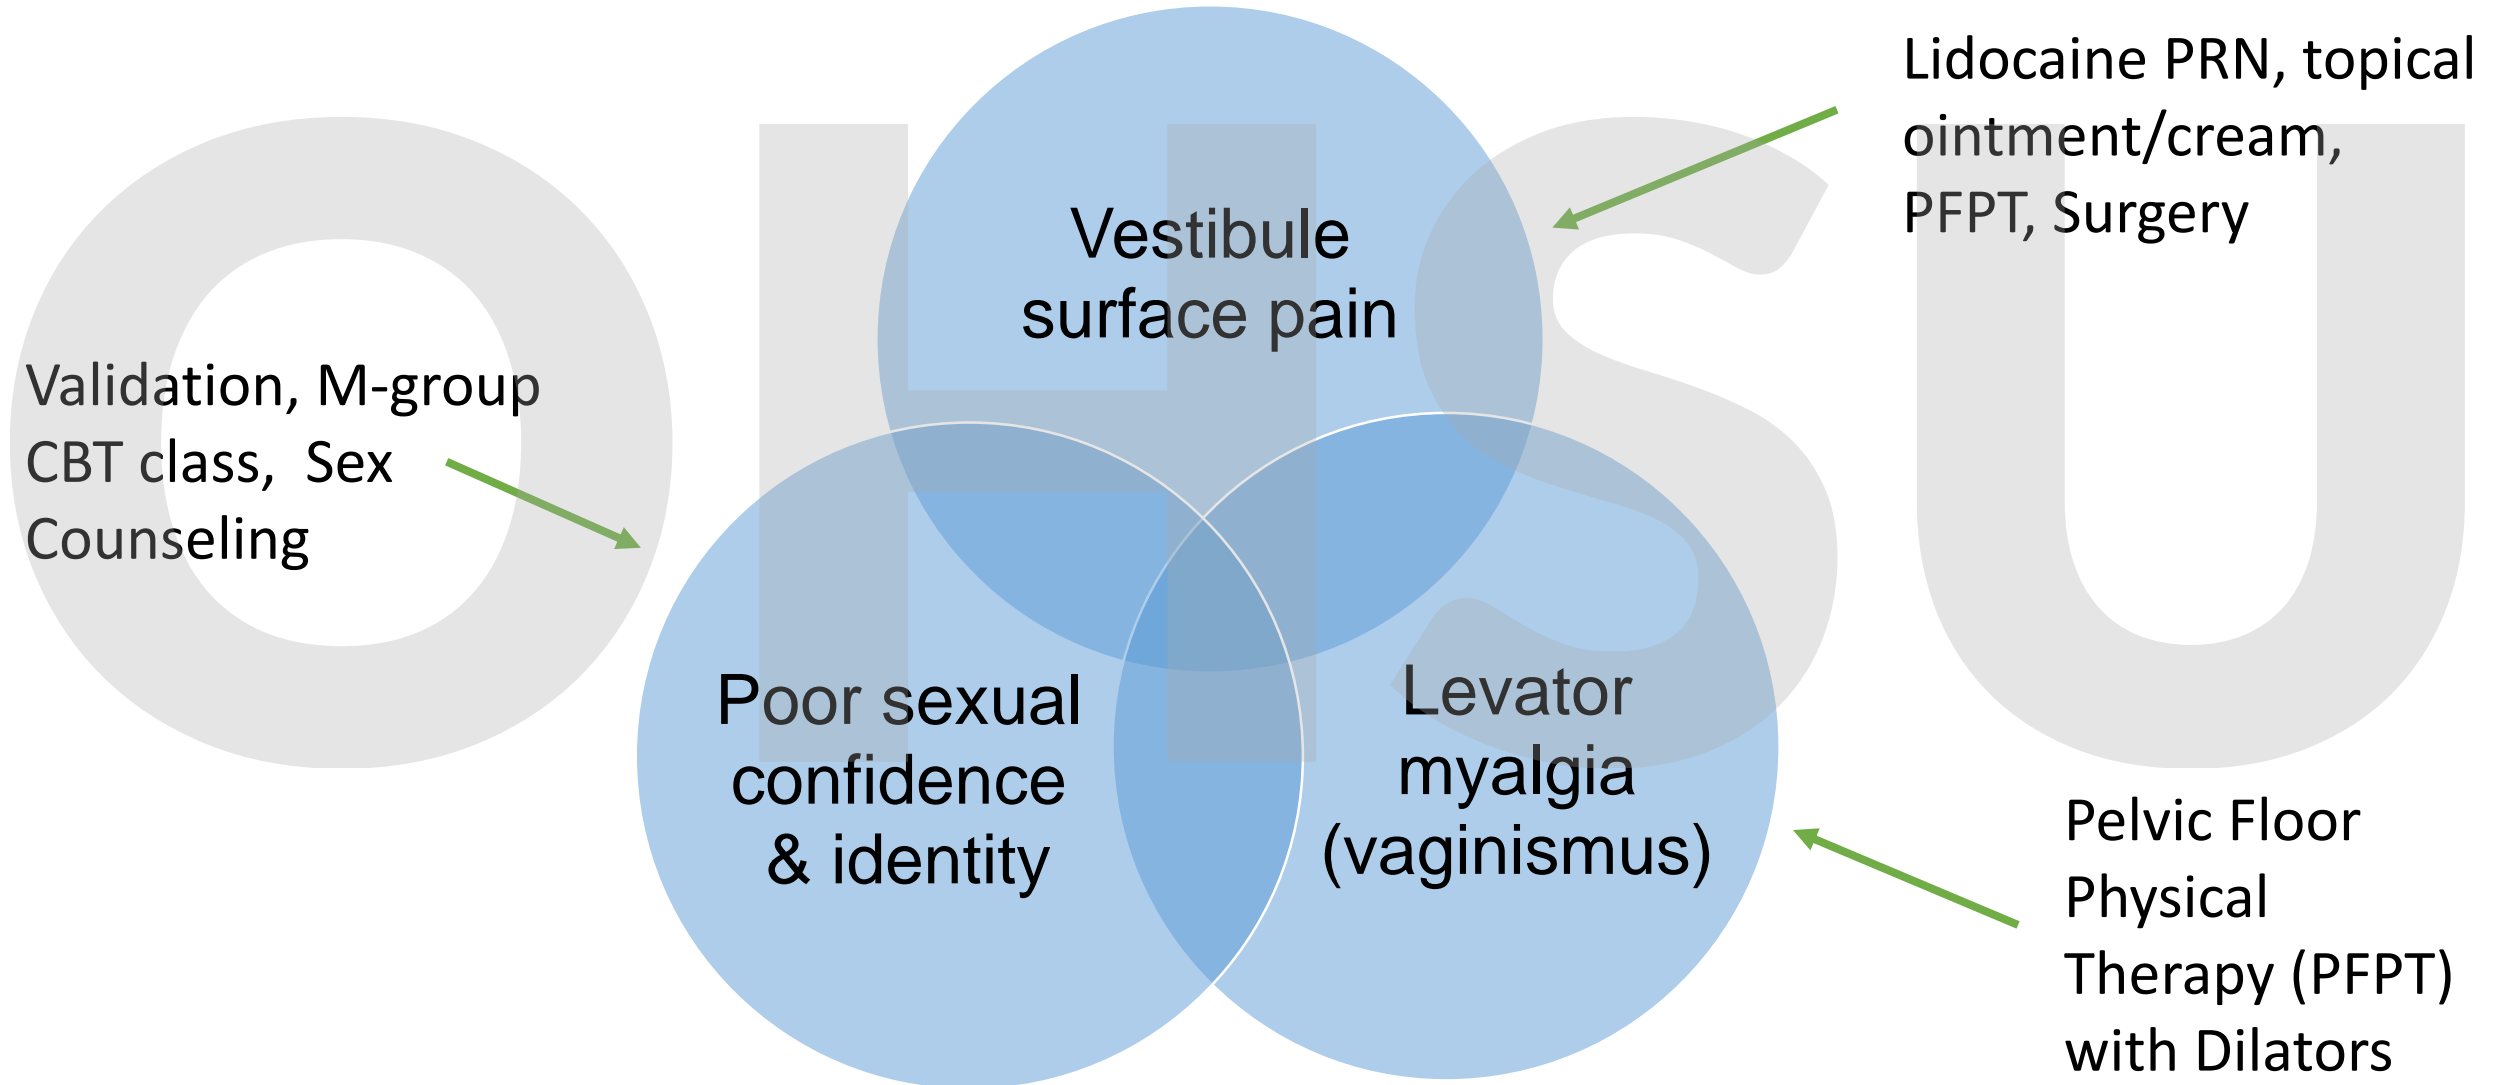 Lidocaine PRN, topical
ointment/cream,
PFPT, Surgery
Vestibule
surface pain
Validation, M-group
CBT class,  Sex
Counseling
Poor sexual
confidence
& identity
Levator
myalgia
(vaginismus)
Pelvic Floor
Physical
Therapy (PFPT)
with Dilators
OHSU